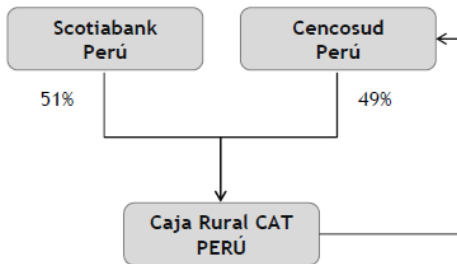 Scotiabank
Perú
Cencosud
Perú
51%
49%
Caja Rural CAT
PERÚ